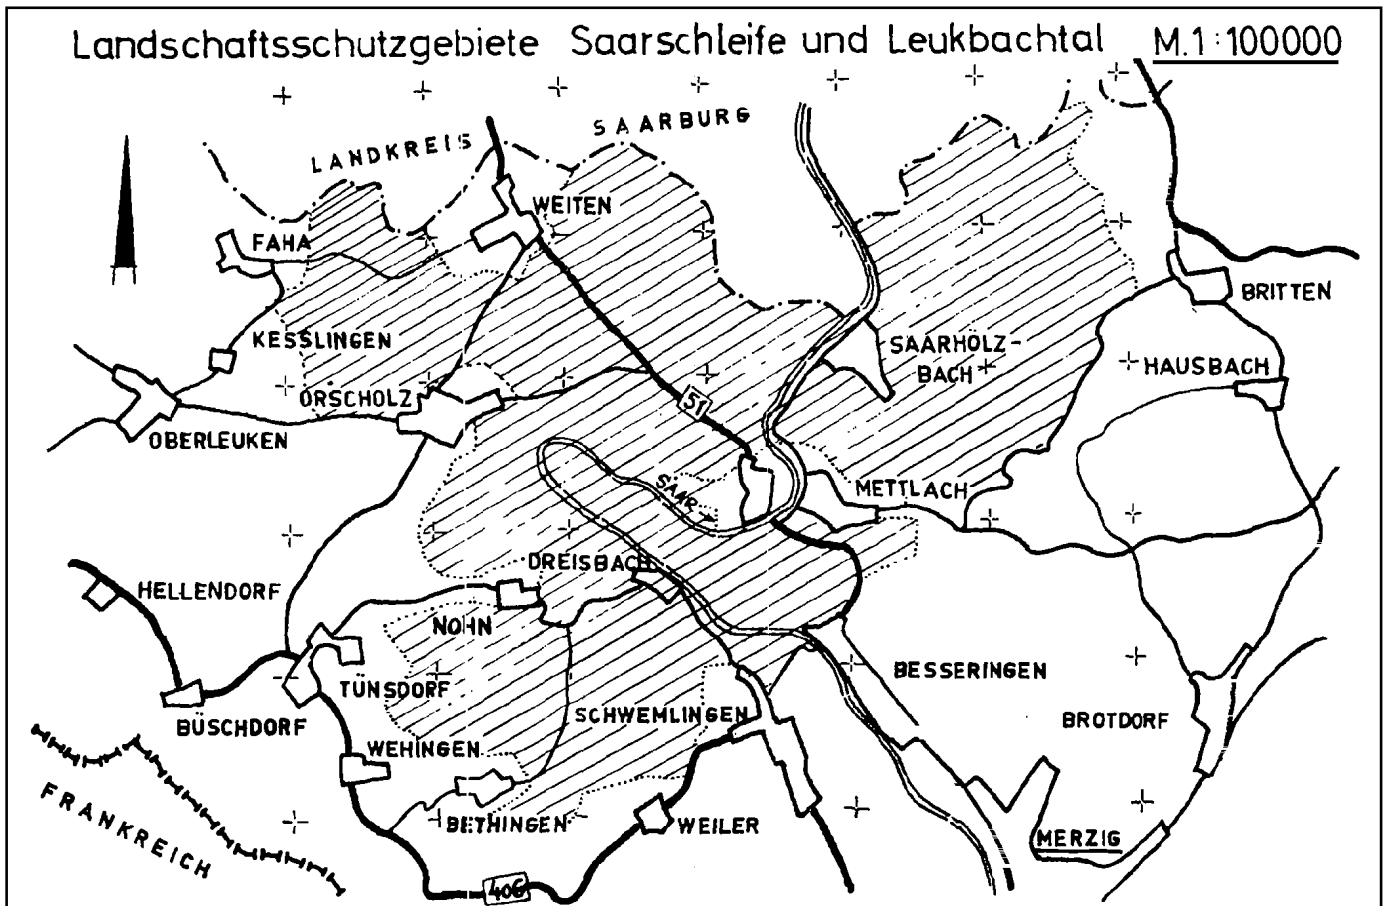 Landschaftsschutzgebiete Saarschleife und Leukbachtal M.1:100000
LANDKREIS SAARBURG
WEITEN
FAHA
BRITTEN
KESSLINGEN
SAARHÖLZ-
BACH
HAUSBACH
ORSCHOLZ
51
OBERLEUKEN
SAAR
METTLACH
DREISBACH
HELLENDORF
NOHN
BESSERINGEN
TÜNSDORF
SCHWEMLINGEN
BROTDORF
BÜSCHDORF
WEHINGEN
FRANKREICH
BETHINGEN
WEILER
MERZIG
406